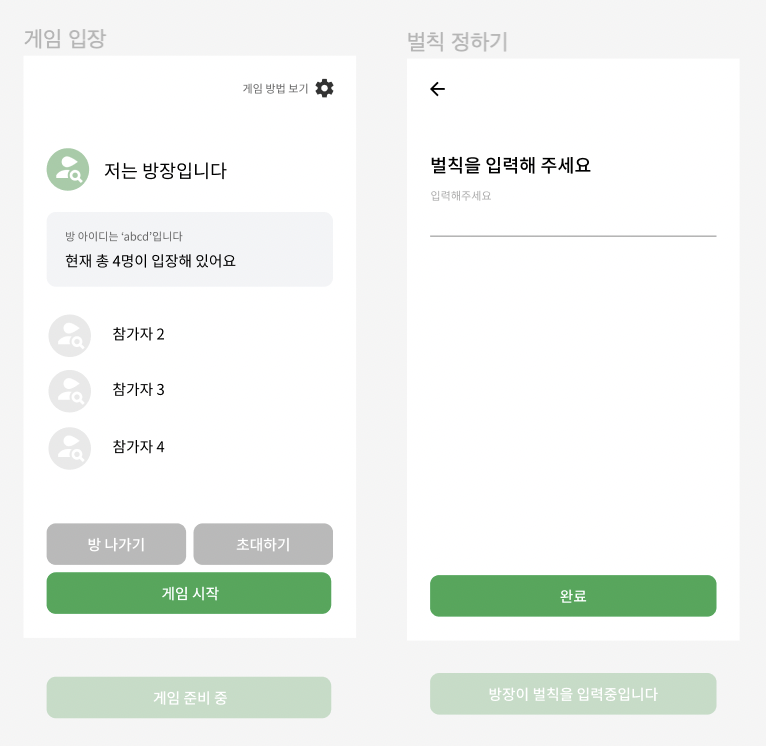 게임 입장
게임 방법 보기
저는 방장입니다
방 아이디는 ‘abcd’입니다
현재 총 4명이 입장해 있어요
참가자 2
참가자 3
참가자 4
방 나가기
초대하기
게임 시작
게임 준비 중
벌칙 정하기
벌칙을 입력해 주세요
입력해주세요
완료
방장이 벌칙을 입력중입니다